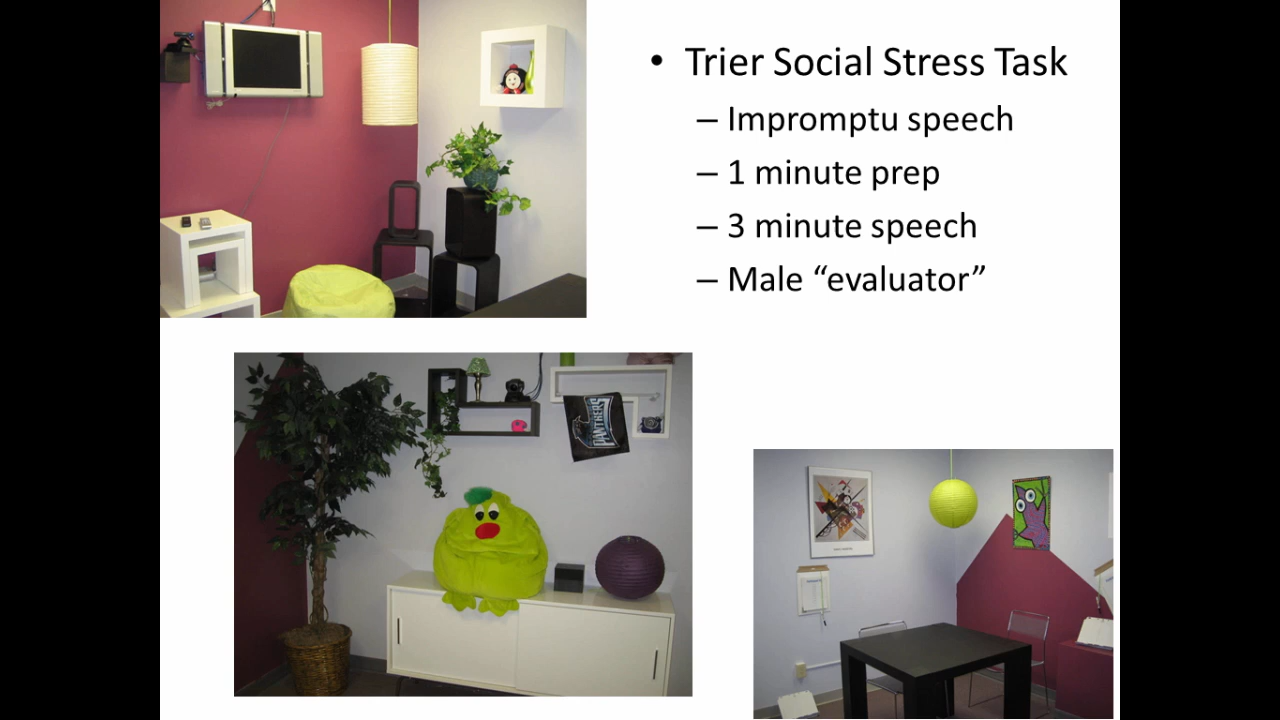 • Trier Social Stress Task
– Impromptu speech
– 1 minute prep
– 3 minute speech
– Male “evaluator”
PANTHERS